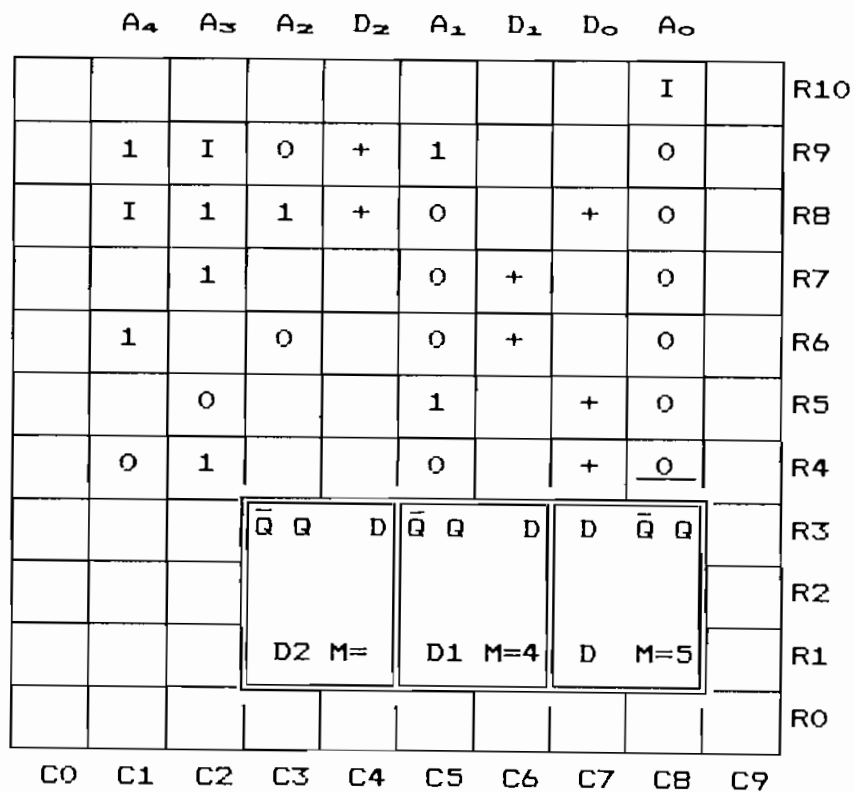 A₄ A₃ A₂ D₂ A₁ D₁ D₀ A₀
I R10
1 I 0 + 1 0 R9
I 1 1 + 0 + 0 R8
1 0 + 0 R7
1 0 0 + 0 R6
0 1 + 0 R5
0 1 0 + 0 R4
Q̅ Q D Q̅ Q D D Q̅ Q R3
R2
D2 M= D1 M=4 D M=5 R1
R0
C0 C1 C2 C3 C4 C5 C6 C7 C8 C9